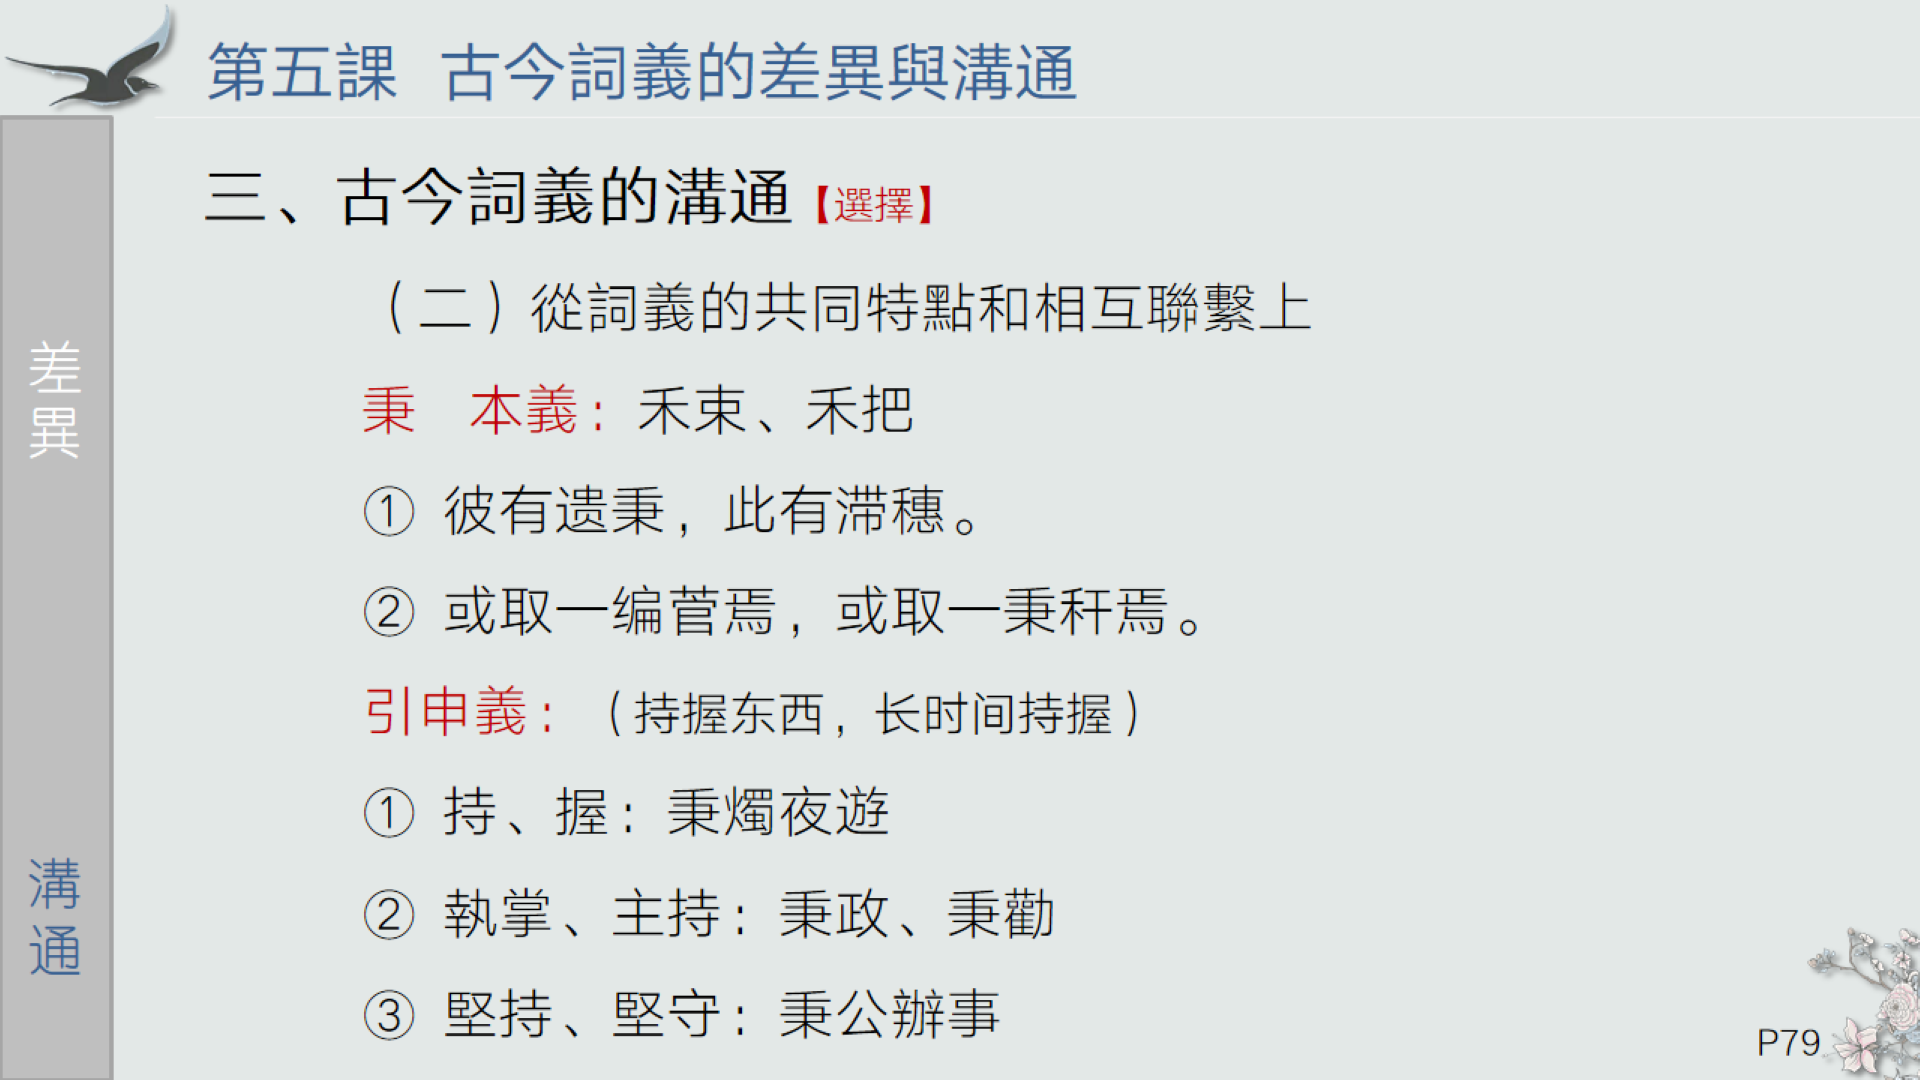 第五課 古今詞義的差異與溝通
三、古今詞義的溝通【選擇】
（二）從詞義的共同特點和相互聯繫上
秉 本義：禾束、禾把
① 彼有遗秉，此有滞穗。
② 或取一编菅焉，或取一秉秆焉。
引申義：（持握东西，长时间持握）
① 持、握：秉燭夜遊
② 執掌、主持：秉政、秉勸
③ 堅持、堅守：秉公辦事
差異
溝通
P79